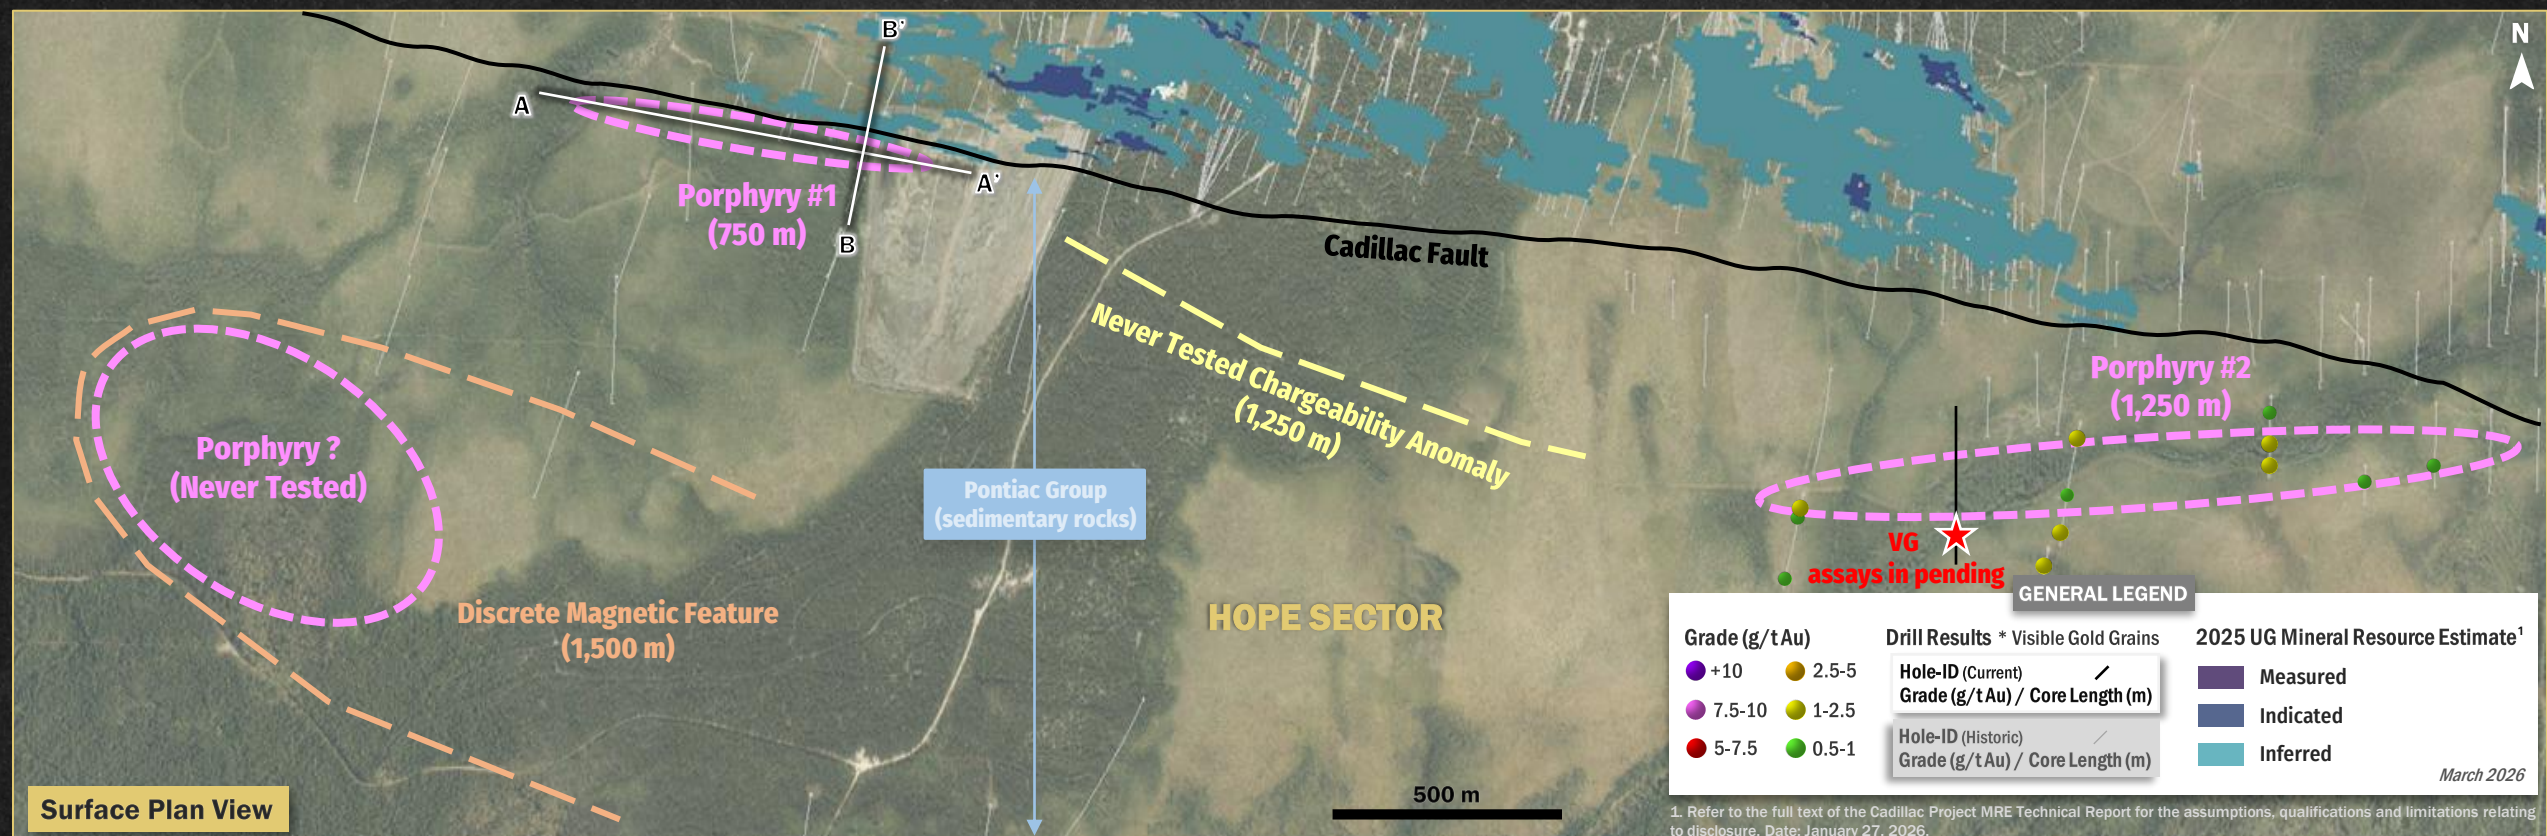 B'
N
A
A'
Porphyry #1
(750 m)
B
Cadillac Fault
Never Tested Chargeability Anomaly
(1,250 m)
Porphyry #2
(1,250 m)
Porphyry ?
(Never Tested)
Pontiac Group
(sedimentary rocks)
VG
assays in pending
Discrete Magnetic Feature
(1,500 m)
HOPE SECTOR
GENERAL LEGEND
Grade (g/t Au)
+10
2.5-5
7.5-10
1-2.5
5-7.5
0.5-1
Drill Results * Visible Gold Grains
Hole-ID (Current)
Grade (g/t Au) / Core Length (m)
Hole-ID (Historic)
Grade (g/t Au) / Core Length (m)
2025 UG Mineral Resource Estimate¹
Measured
Indicated
Inferred
March 2026
500 m
Surface Plan View
1. Refer to the full text of the Cadillac Project MRE Technical Report for the assumptions, qualifications and limitations relating
to disclosure. Date: January 27, 2026.